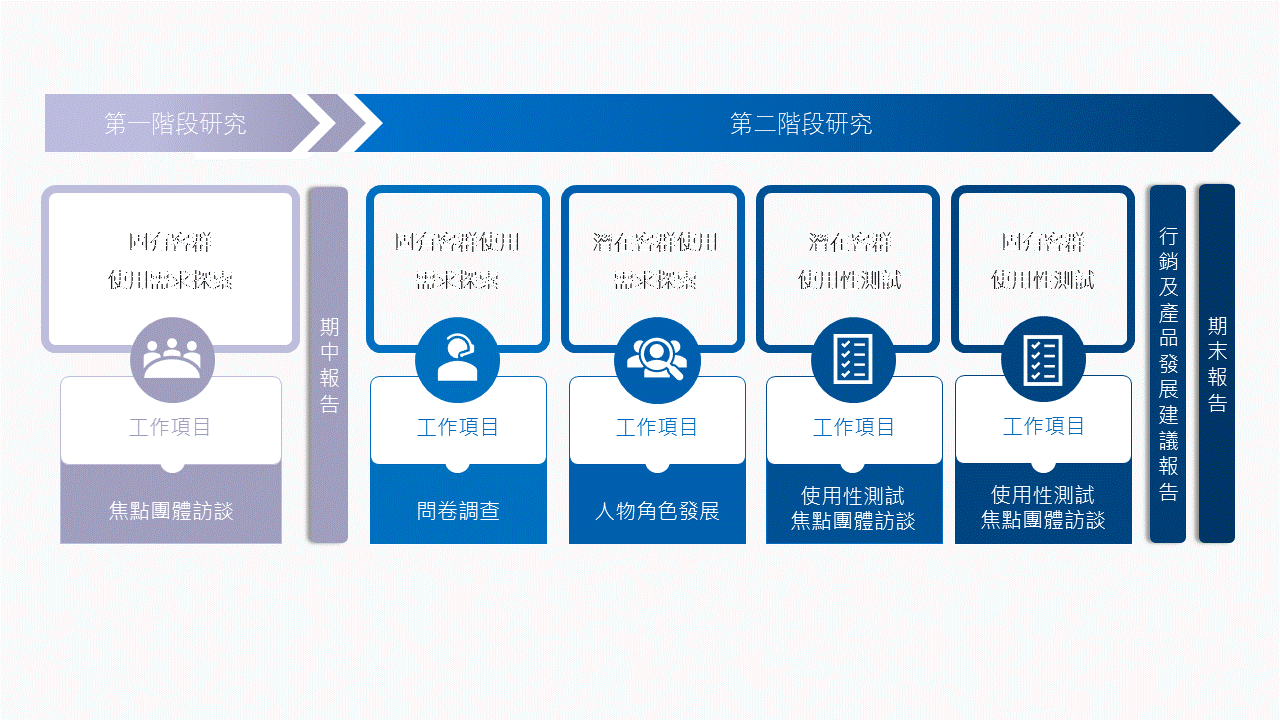 第一階段研究
第二階段研究
固有客群
使用需求探索
期中報告
固有客群使用
需求探索
潛在客群使用
需求探索
潛在客群
使用性測試
固有客群
使用性測試
行銷及產品發展建議報告
期末報告
工作項目
工作項目
工作項目
工作項目
工作項目
焦點團體訪談
問卷調查
人物角色發展
使用性測試
焦點團體訪談
使用性測試
焦點團體訪談